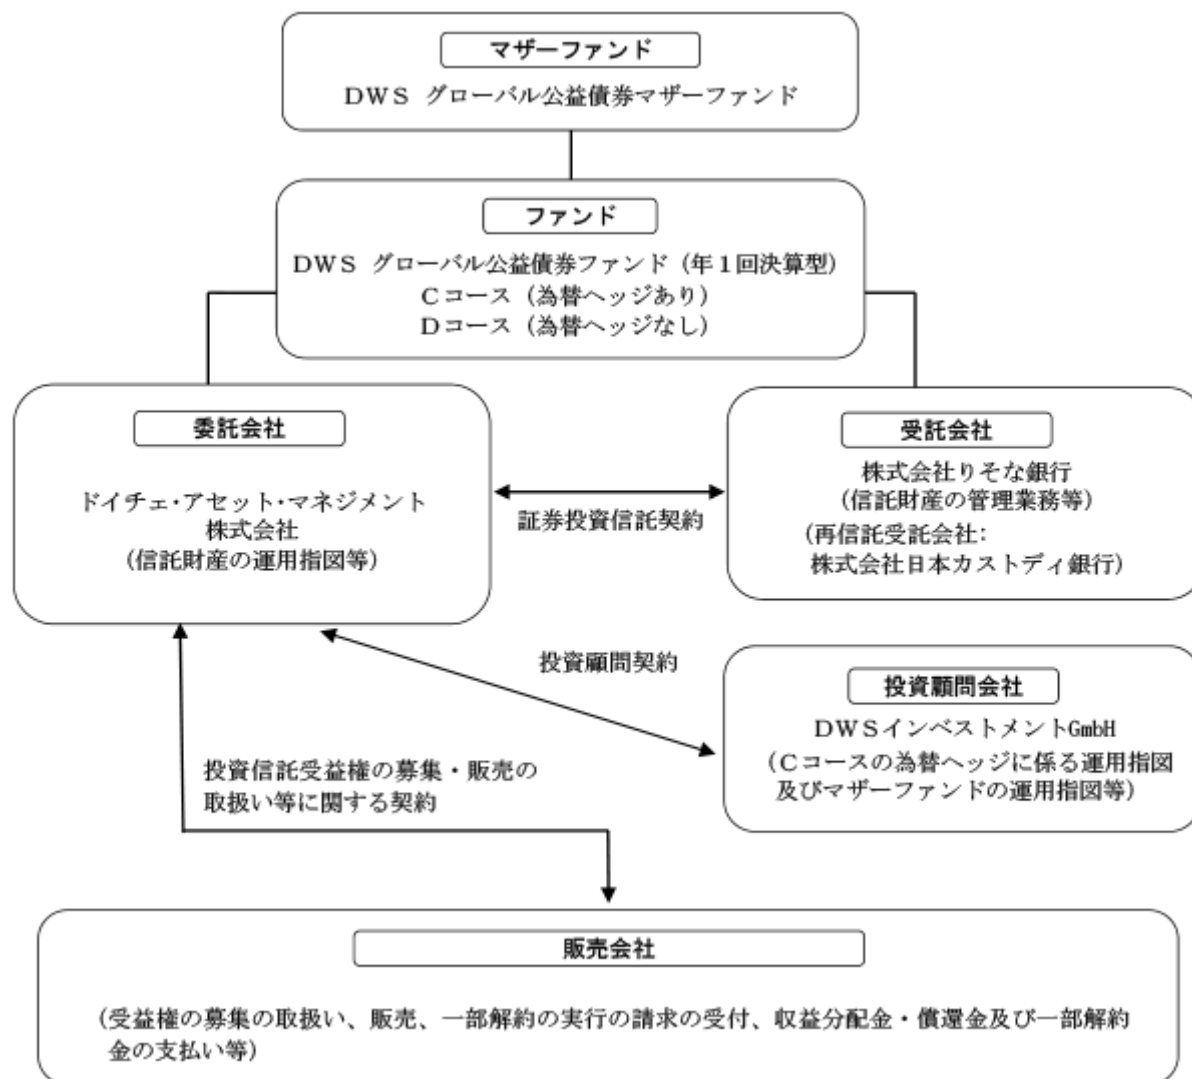 マザーファンド
DWS グローバル公益債券マザーファンド
ファンド
DWS グローバル公益債券ファンド（年１回決算型）
Ｃコース（為替ヘッジあり）
Ｄコース（為替ヘッジなし）
委託会社
ドイチェ・アセット・マネジメント
株式会社
（信託財産の運用指図等）
証券投資信託契約
受託会社
株式会社りそな銀行
（信託財産の管理業務等）
（再信託受託会社：
株式会社日本カストディ銀行）
投資顧問契約
投資顧問会社
ＤＷＳインベストメントGmbH
（Ｃコースの為替ヘッジに係る運用指図
及びマザーファンドの運用指図等）
投資信託受益権の募集・販売の
取扱い等に関する契約
販売会社
（受益権の募集の取扱い、販売、一部解約の実行の請求の受付、収益分配金・償還金及び一部解約
金の支払い等）